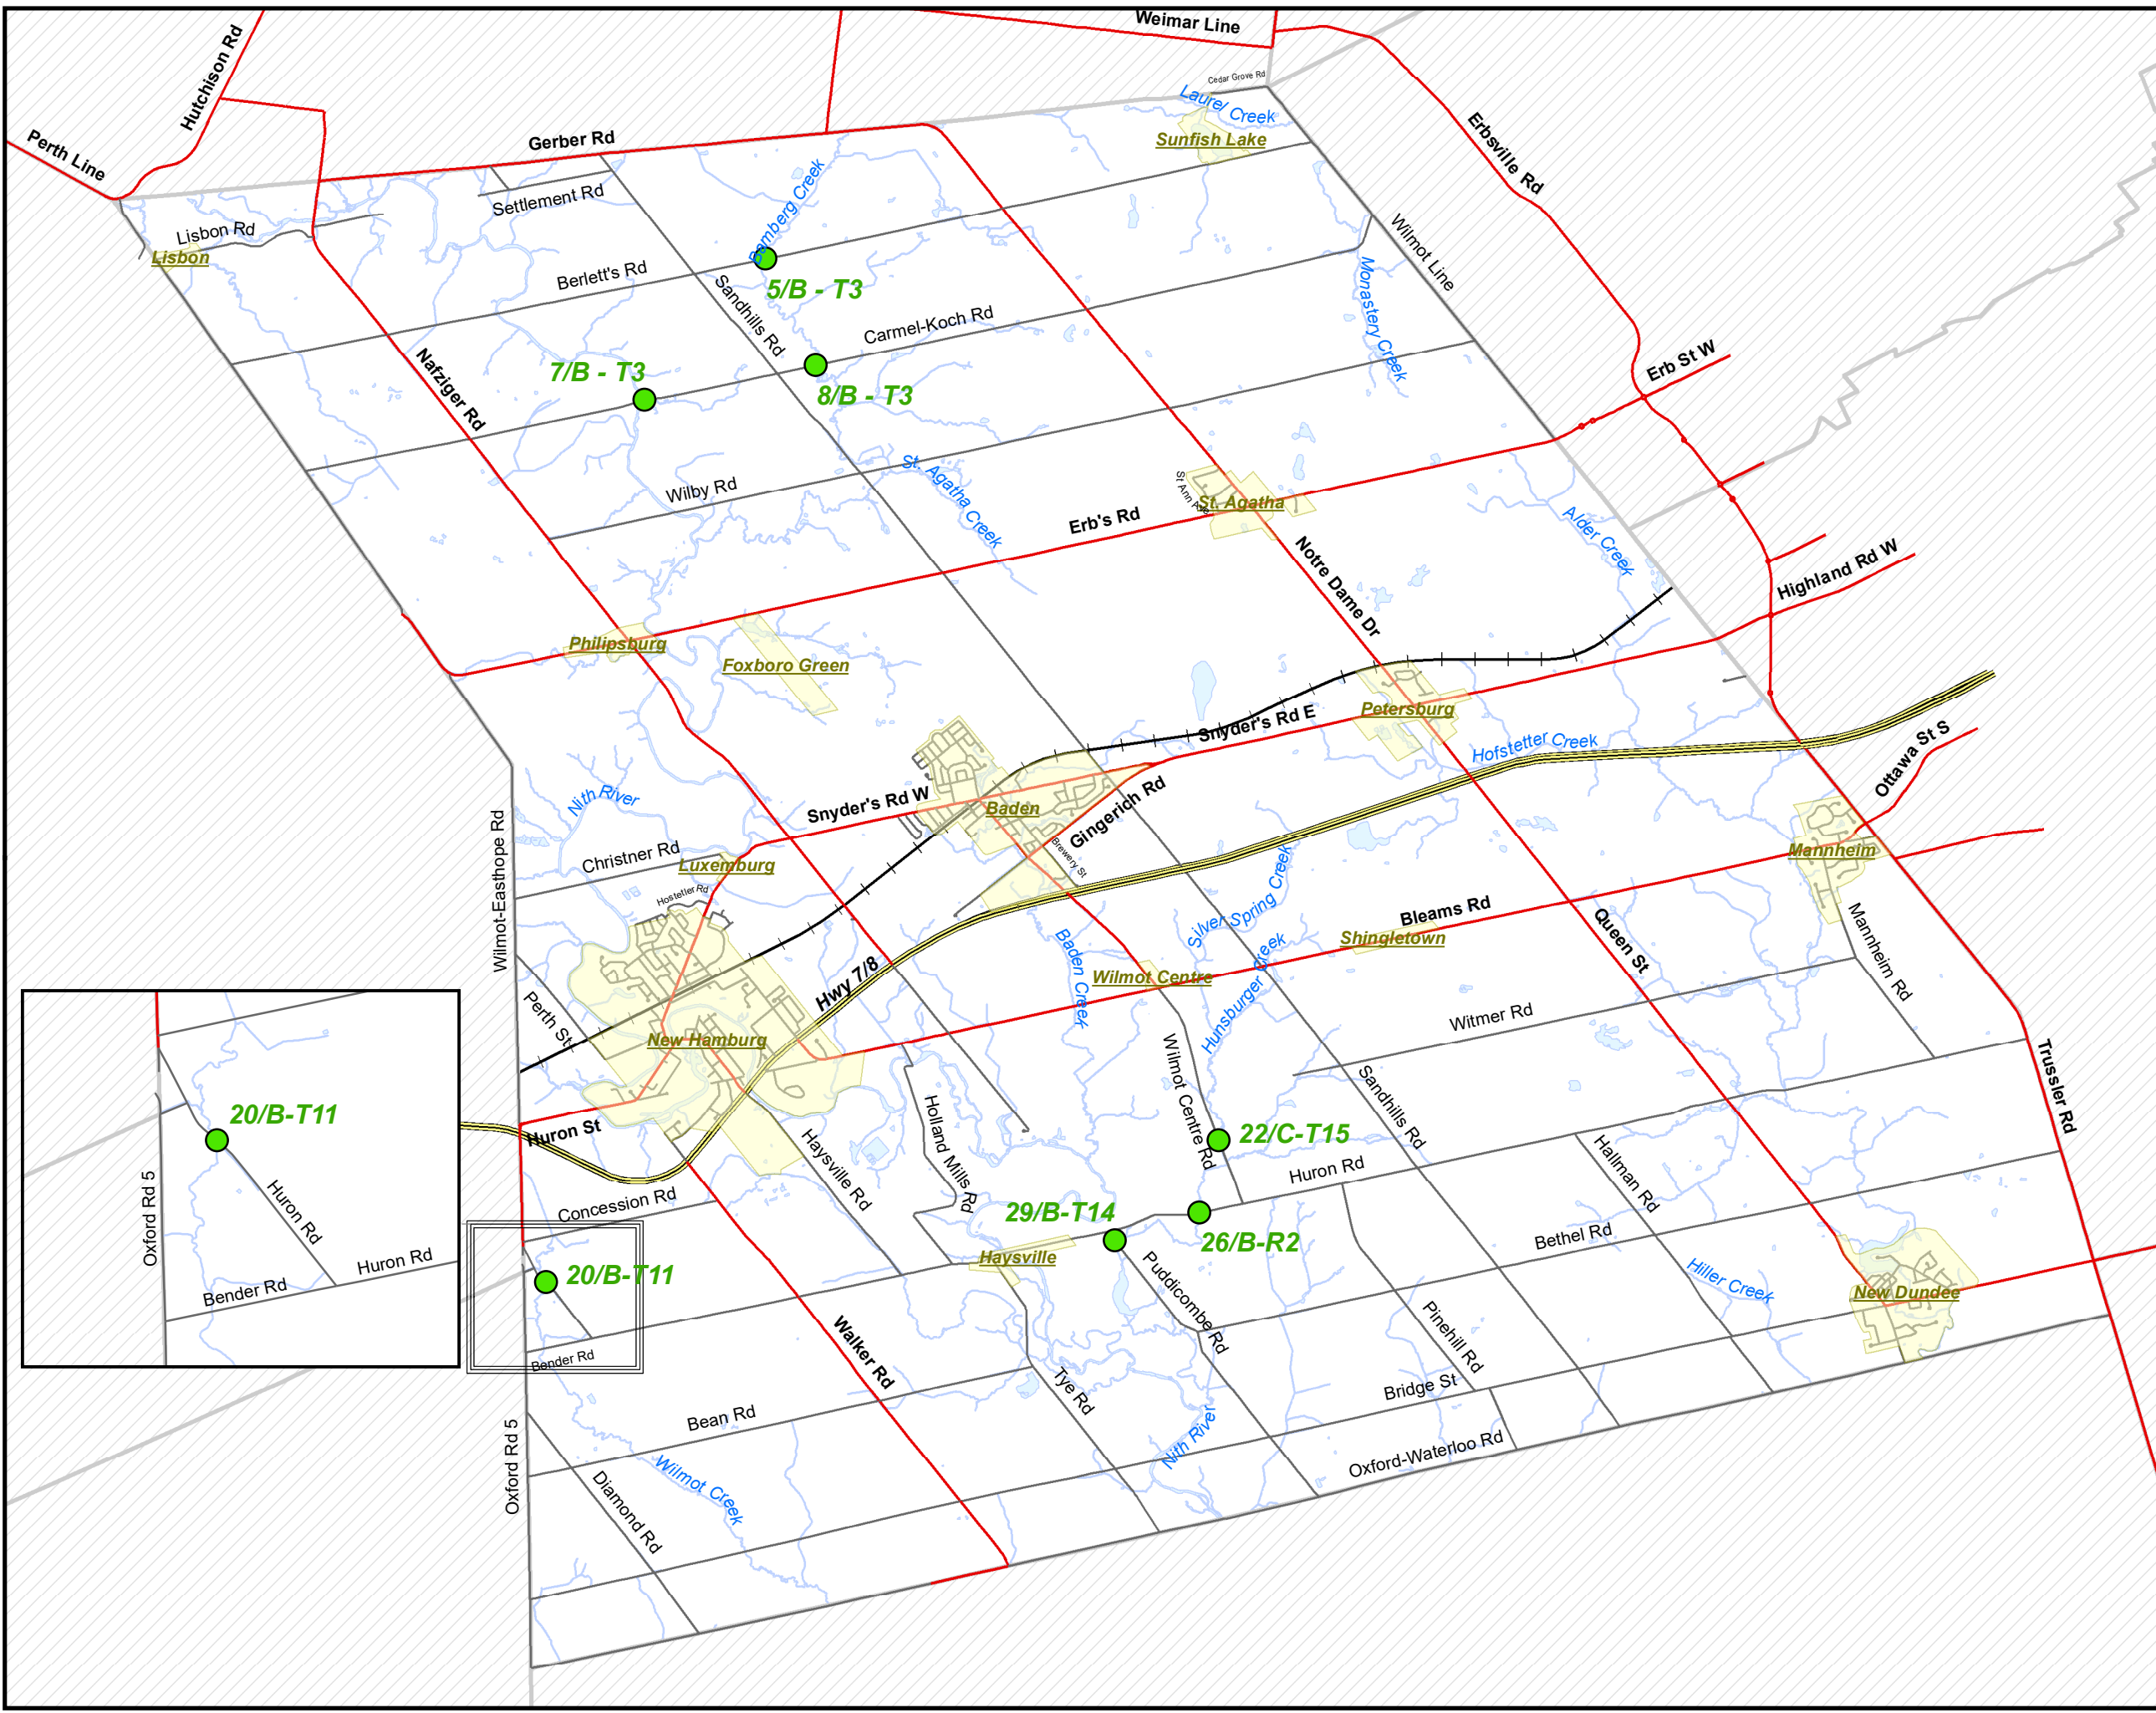 Weimar Line
Hutchison Rd
Perth Line
Gerber Rd
Cedar Grove Rd
Laurel Creek
Sunfish Lake
Erbsville Rd
Settlement Rd
Bamberg Creek
Lisbon Rd
Lisbon
Berlett's Rd
5/B - T3
Sandhills Rd
Wilmot Line
Monastery Creek
Carmel-Koch Rd
Nafziger Rd
7/B - T3
8/B - T3
Erb St W
Wilby Rd
St. Agatha Creek
St Ann Ave
St. Agatha
Erb's Rd
Alder Creek
Notre Dame Dr
Highland Rd W
Philipsburg
Foxboro Green
Petersburg
Snyder's Rd E
Hofstetter Creek
Ottawa St S
Nith River
Snyder's Rd W
Baden
Gingerich Rd
Brewery St
Mannheim
Wilmot-Easthope Rd
Christner Rd
Luxemburg
Hostetler Rd
Silver Spring Creek
Bleams Rd
Shingletown
Queen St
Mannheim Rd
Baden Creek
Hunsburger Creek
Wilmot Centre
Hwy 7/8
Perth St
New Hamburg
Witmer Rd
Wilmot Centre Rd
Sandhills Rd
Trussler Rd
Huron St
Haysville Rd
Holland Mills Rd
22/C-T15
Huron Rd
Hallman Rd
20/B-T11
Oxford Rd 5
Huron Rd
Huron Rd
Bender Rd
Concession Rd
29/B-T14
26/B-R2
Haysville
Bethel Rd
Hiller Creek
New Dundee
20/B-T11
Puddicombe Rd
Pinehill Rd
Walker Rd
Bender Rd
Tye Rd
Bridge St
Bean Rd
Oxford Rd 5
Nith River
Oxford-Waterloo Rd
Wilmot Creek
Diamond Rd